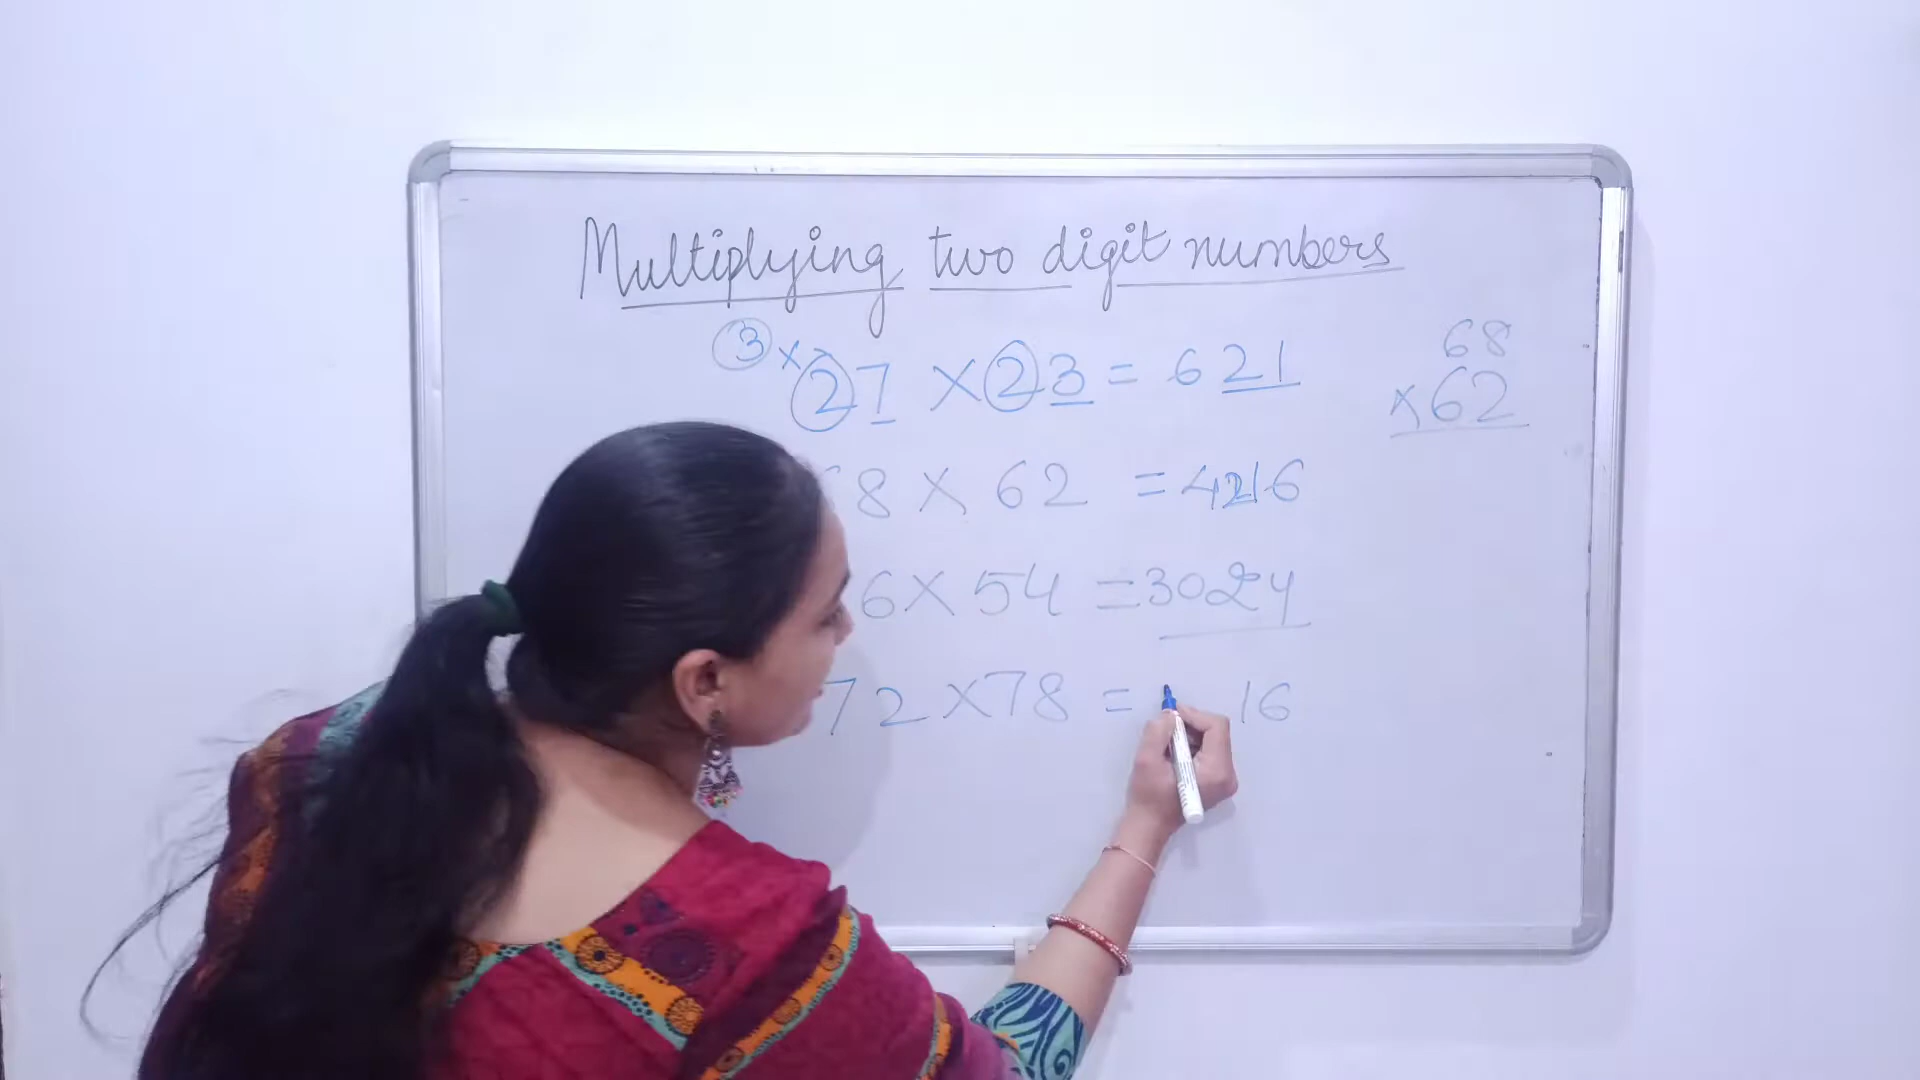 Multiplying two digit numbers
③ × 27 × 23 = 621
68
× 62
8 × 62 = 4216
6 × 54 = 3024
72 × 78 = 16